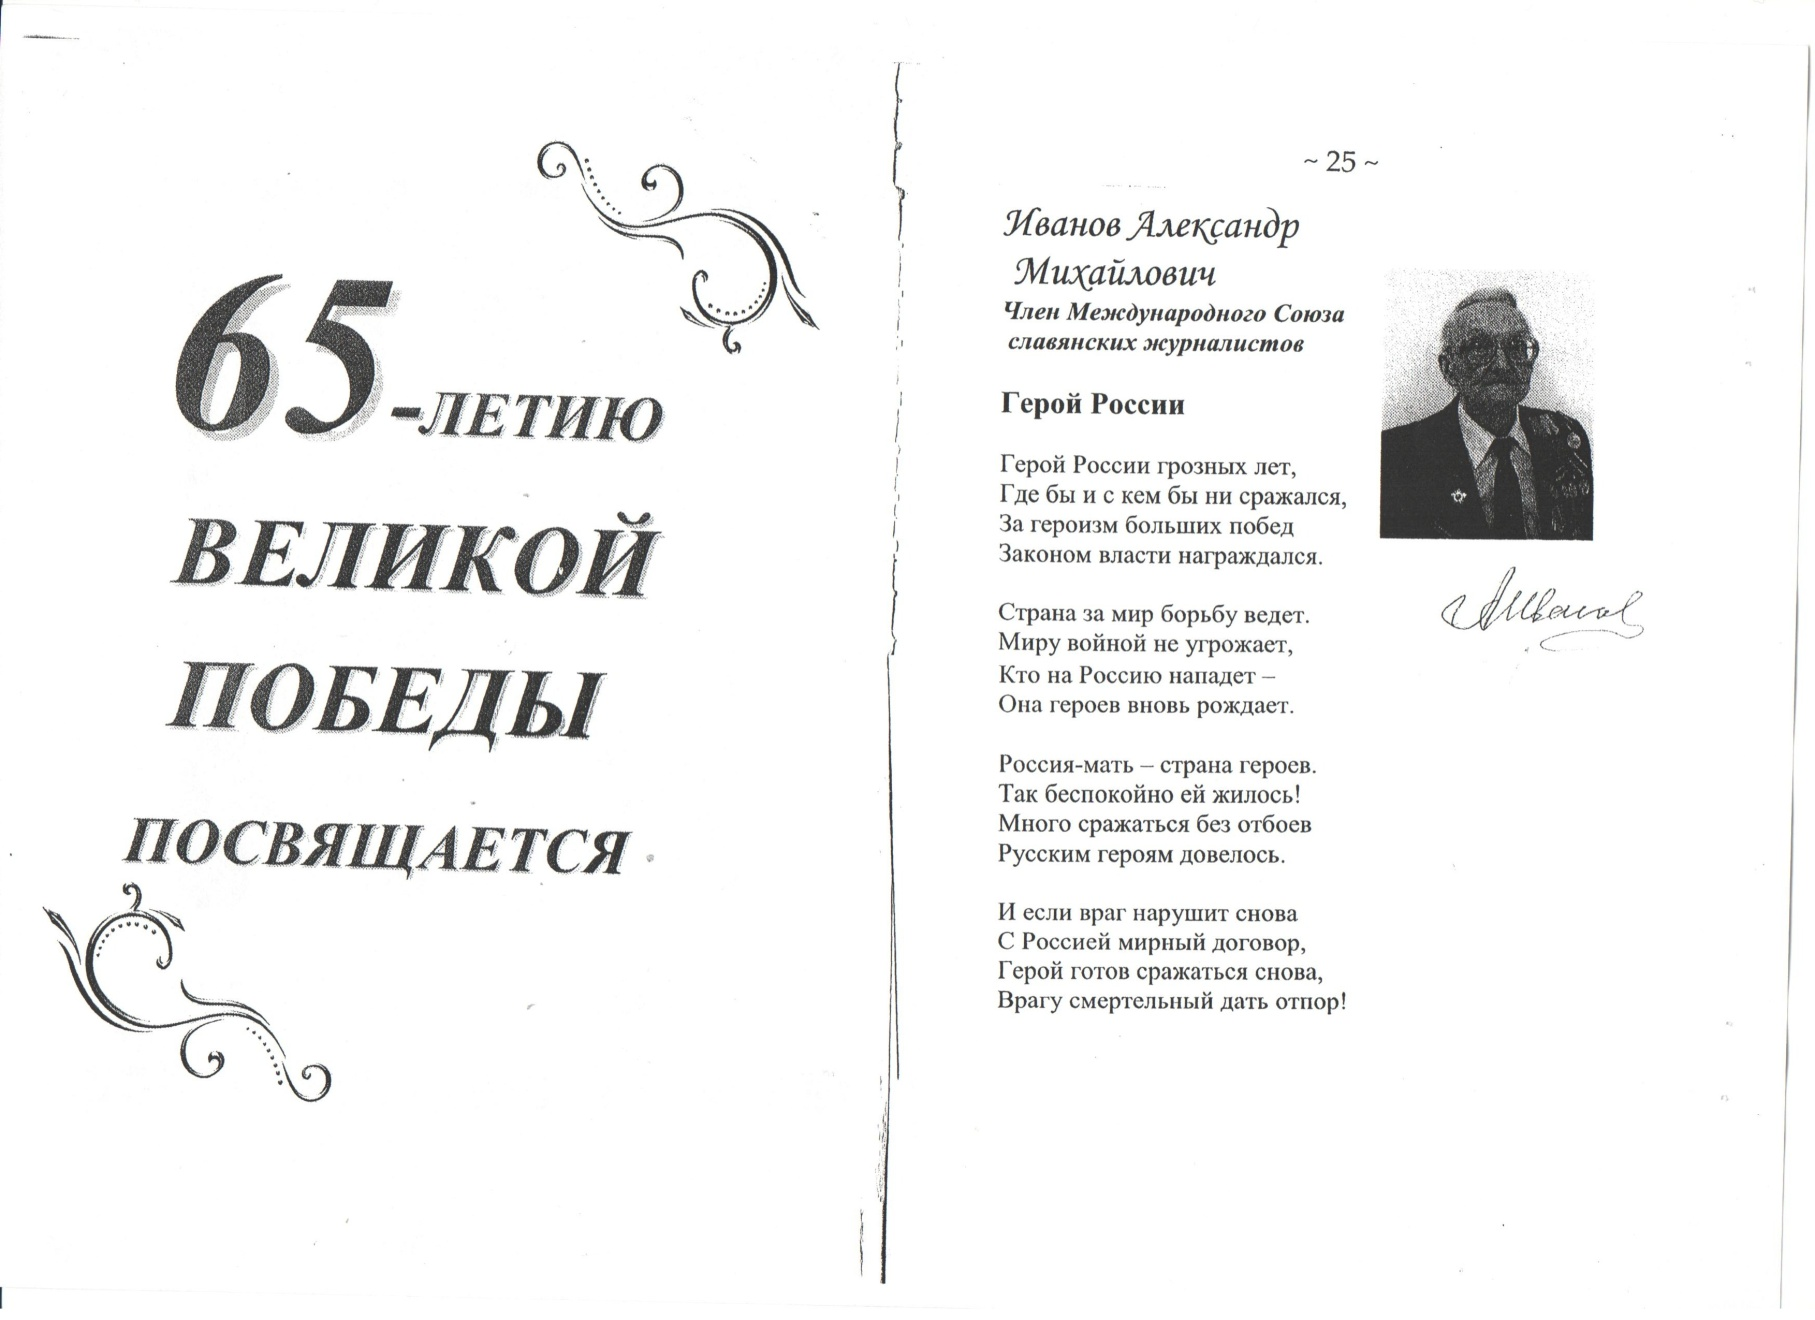 65-ЛЕТИЮ
ВЕЛИКОЙ
ПОБЕДЫ
ПОСВЯЩАЕТСЯ
~ 25 ~
Иванов Александр
Михайлович
Член Международного Союза
славянских журналистов
Герой России
Герой России грозных лет,
Где бы и с кем бы ни сражался,
За героизм больших побед
Законом власти награждался.
Страна за мир борьбу ведет.
Миру войной не угрожает,
Кто на Россию нападет –
Она героев вновь рождает.
Россия-мать – страна героев.
Так беспокойно ей жилось!
Много сражаться без отбоев
Русским героям довелось.
И если враг нарушит снова
С Россией мирный договор,
Герой готов сражаться снова,
Врагу смертельный дать отпор!
АИванов